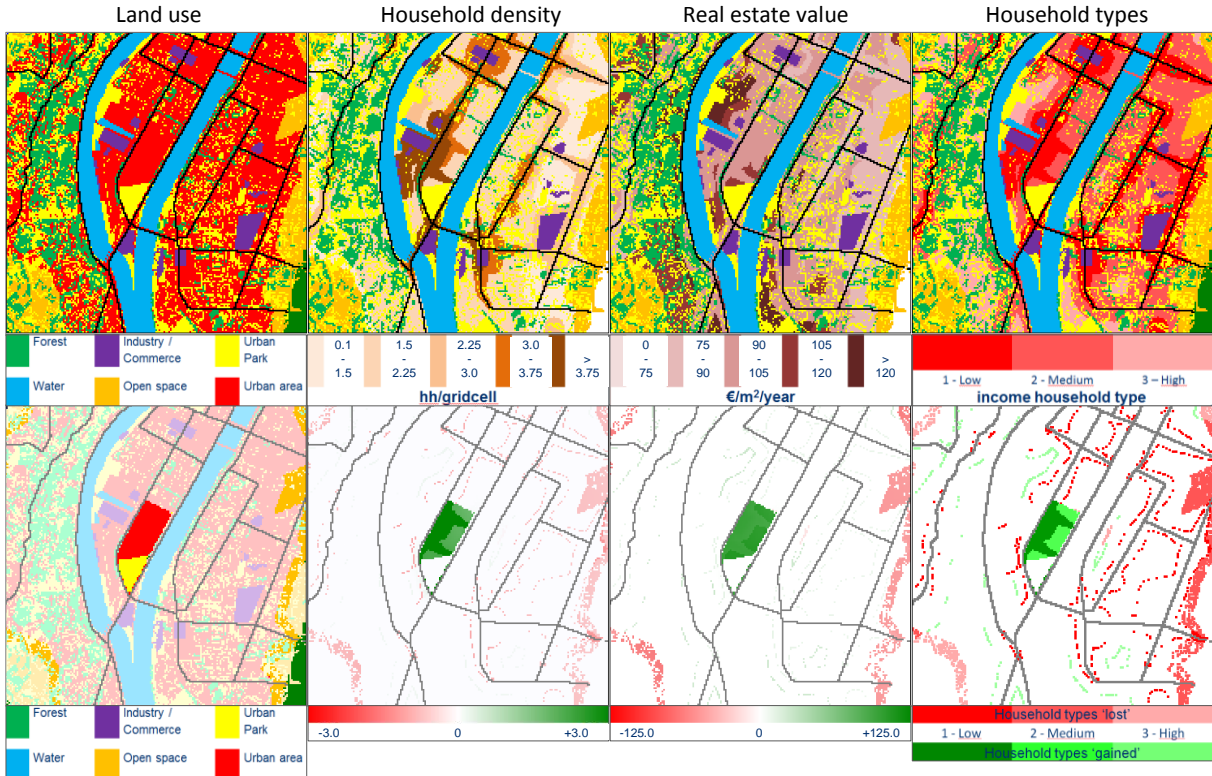 Land use
Household density
Real estate value
Household types
Forest
Industry / Commerce
Urban Park
Water
Open space
Urban area
0.1 - 1.5
1.5 - 2.25
2.25 - 3.0
3.0 - 3.75
> 3.75
hh/gridcell
0 - 75
75 - 90
90 - 105
105 - 120
> 120
€/m²/year
1 - Low
2 - Medium
3 – High
income household type
Forest
Industry / Commerce
Urban Park
Water
Open space
Urban area
-3.0
0
+3.0
-125.0
0
+125.0
Household types 'lost'
1 - Low
2 - Medium
3 - High
Household types 'gained'